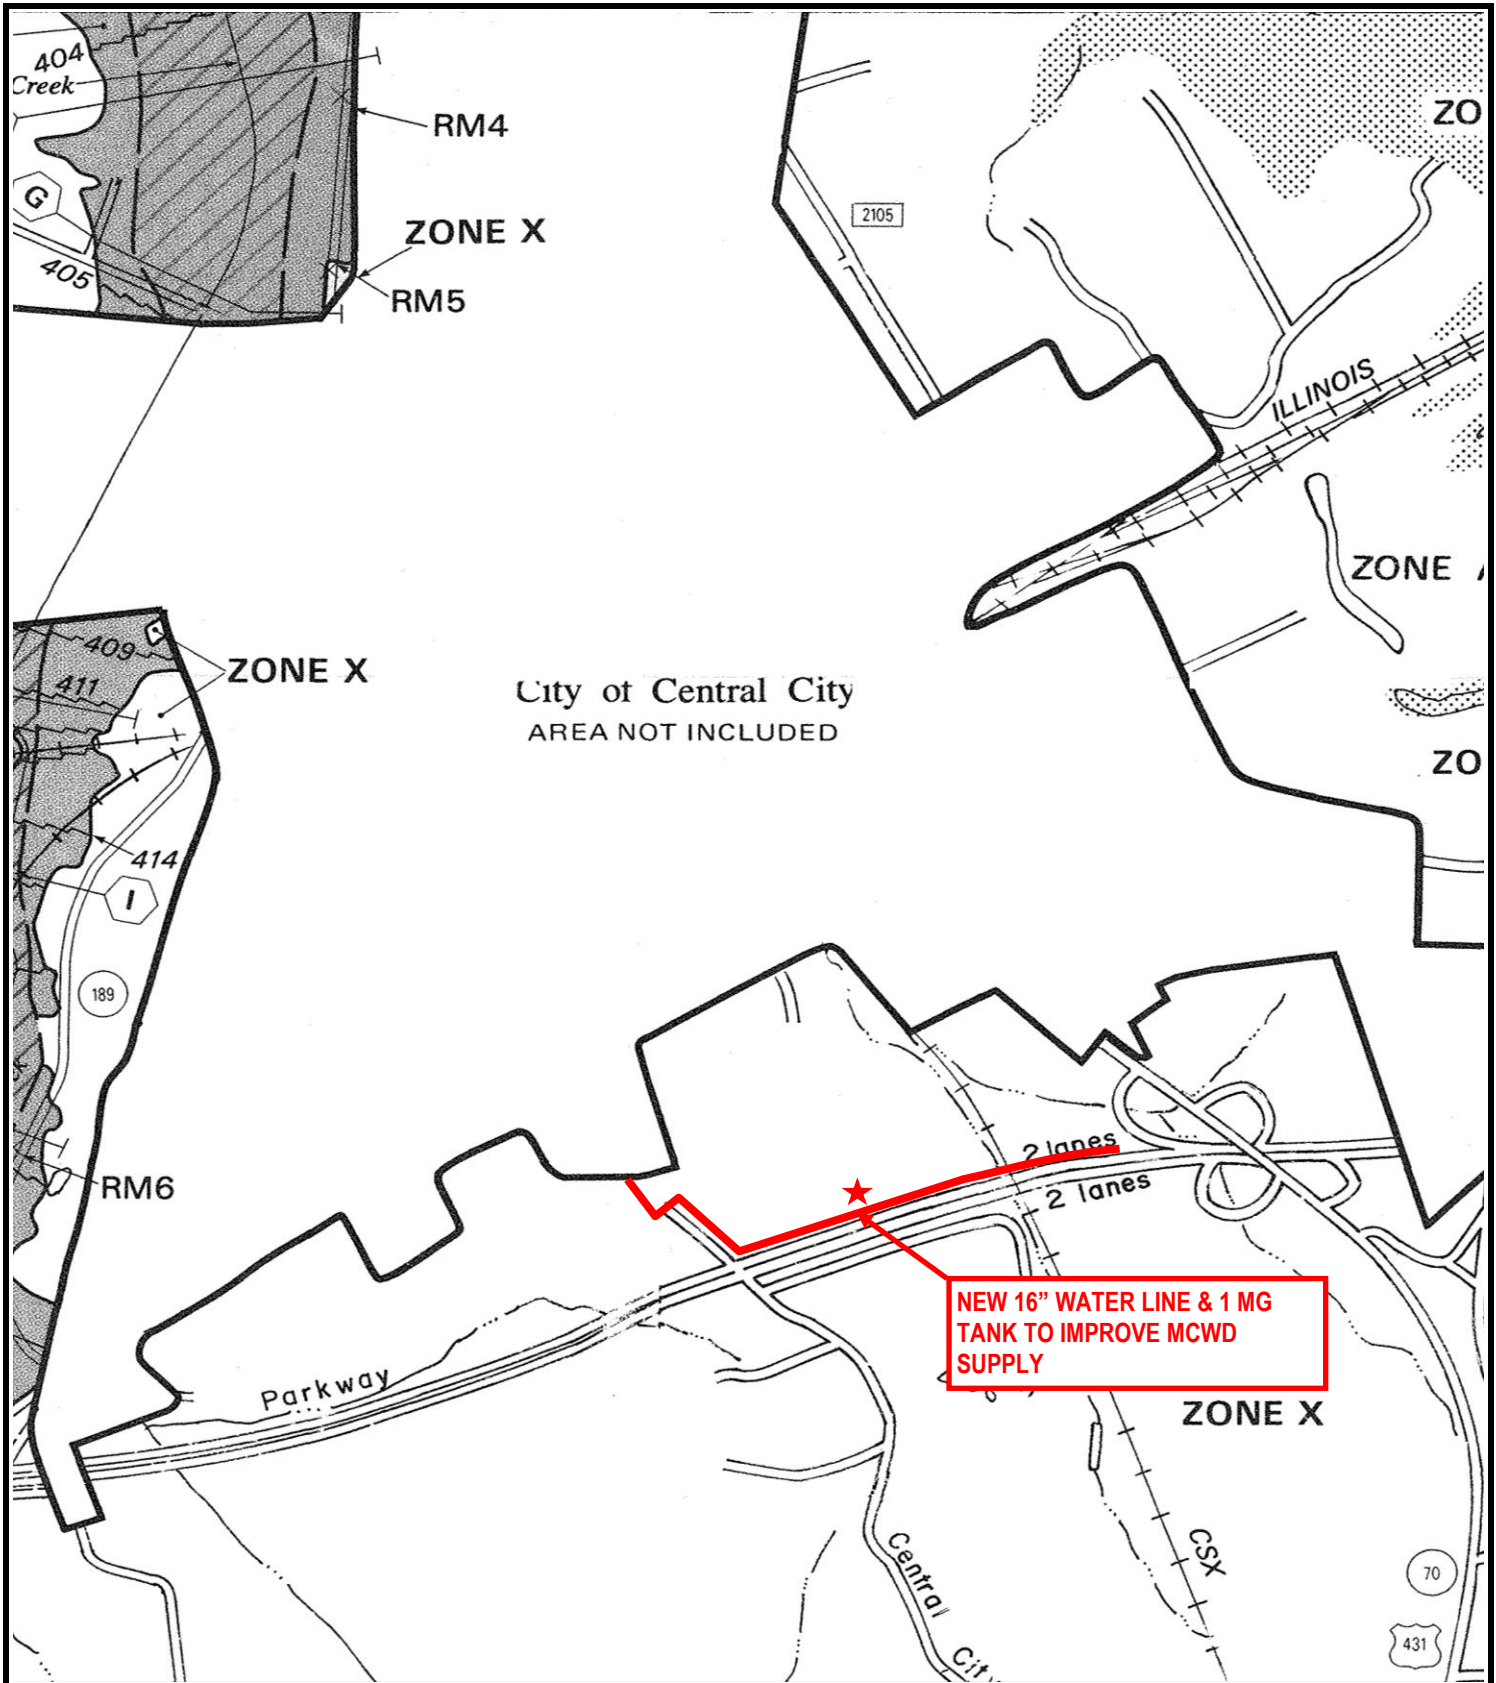 404
Creek
RM4
ZO
G
2105
ZONE X
405
RM5
ILLINOIS
ZONE
409
ZONE X
411
City of Central City
AREA NOT INCLUDED
ZO
414
I
189
2 lanes
RM6
2 lanes
NEW 16” WATER LINE & 1 MG
TANK TO IMPROVE MCWD
SUPPLY
Parkway
ZONE X
Central
City
CSX
70
431